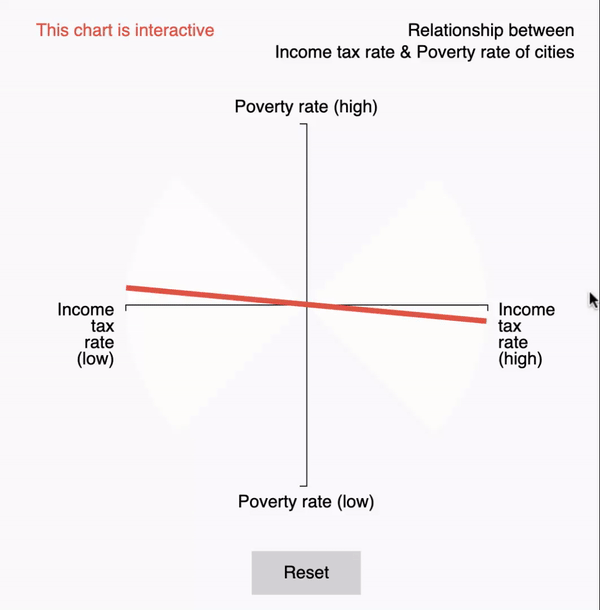 This chart is interactive
Relationship between
Income tax rate & Poverty rate of cities
Poverty rate (high)
Income
tax
rate
(low)
Income
tax
rate
(high)
Poverty rate (low)
Reset